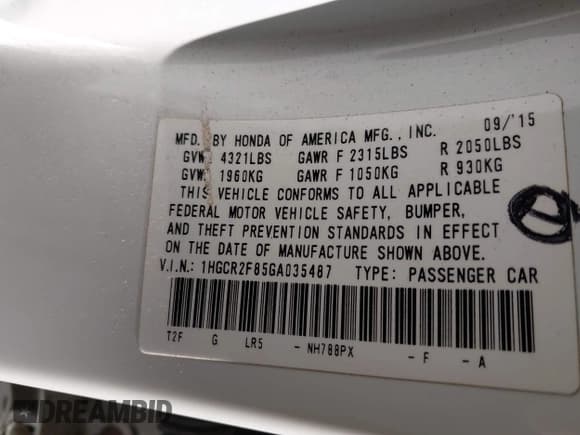 MFD. BY HONDA OF AMERICA MFG., INC. 09/'15
GVW 4321LBS GAWR F 2315LBS R 2050LBS
GVW 1960KG GAWR F 1050KG R 930KG
THIS VEHICLE CONFORMS TO ALL APPLICABLE
FEDERAL MOTOR VEHICLE SAFETY, BUMPER,
AND THEFT PREVENTION STANDARDS IN EFFECT
ON THE DATE OF MANUFACTURE SHOWN ABOVE.
V.I.N.: 1HGCR2F85GA035487 TYPE: PASSENGER CAR
T2F G LR5 - NH788PX - F - A
DREAMBID